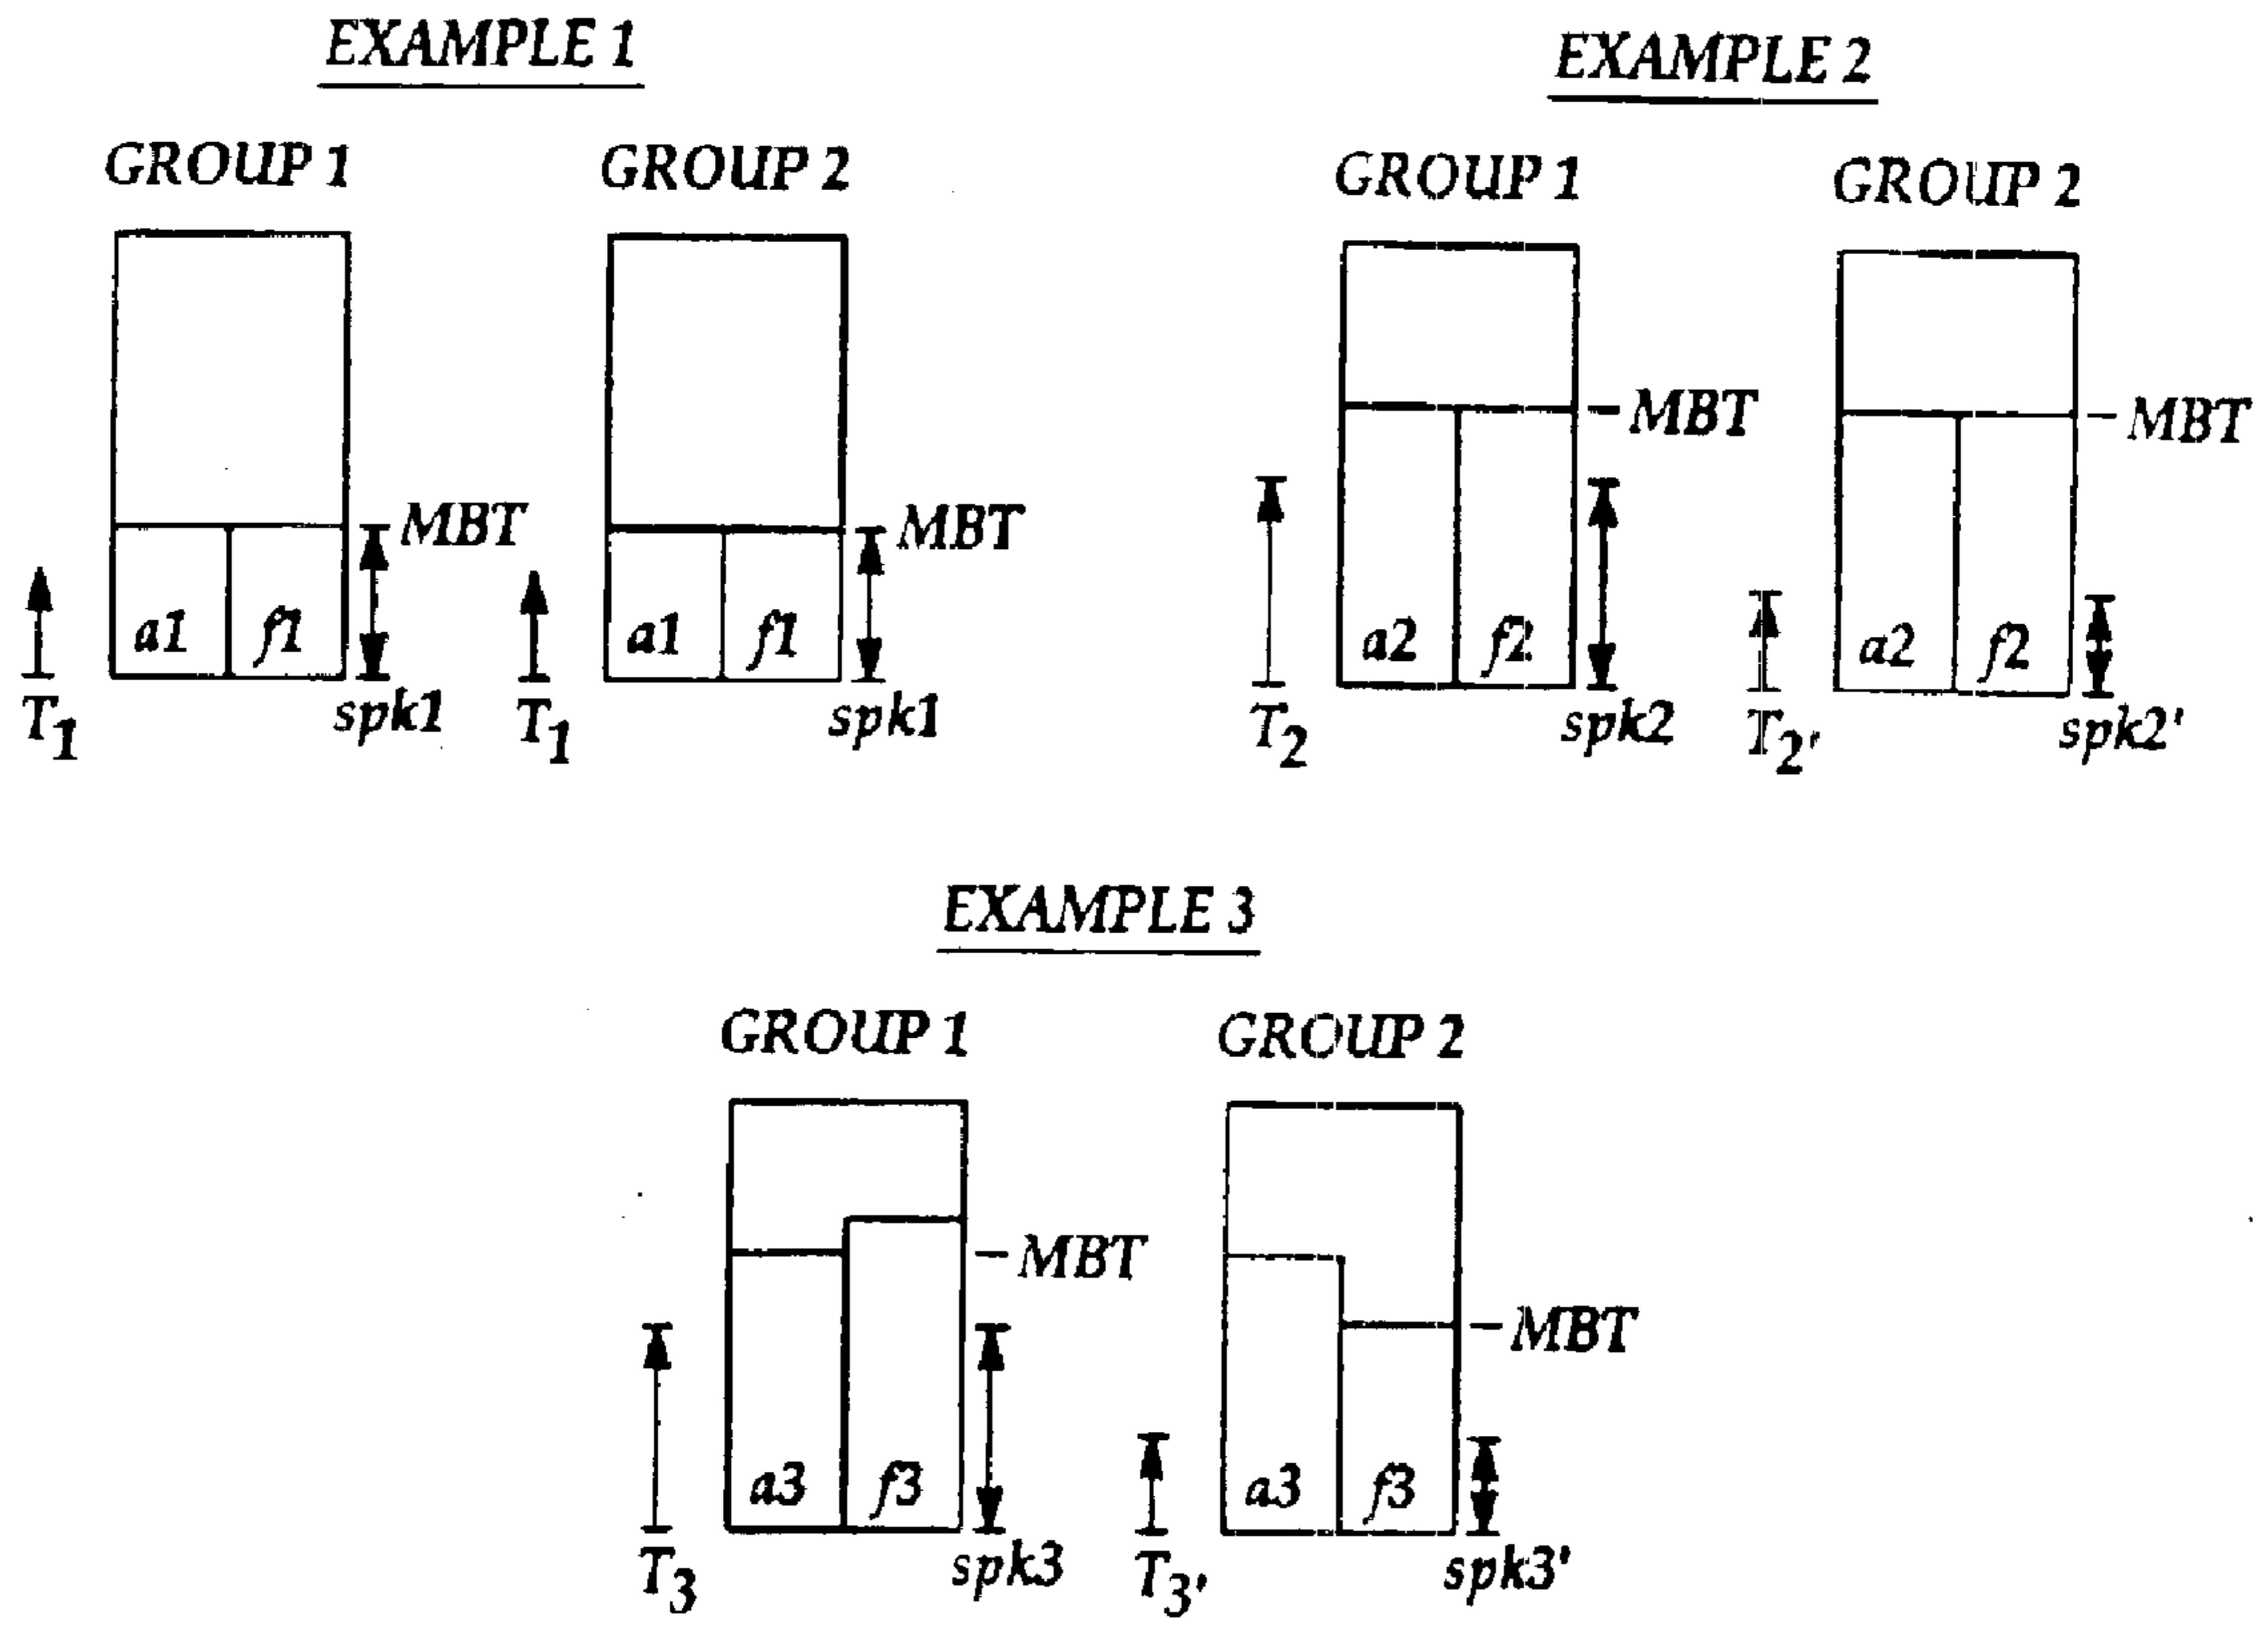 EXAMPLE 1
GROUP 1
GROUP 2
MBT
MBT
a1
f1
a1
f1
T1
spk1
T1
spk1
EXAMPLE 2
GROUP 1
GROUP 2
MBT
MBT
a2
f2
a2
f2
T2
spk2
T2'
spk2'
EXAMPLE 3
GROUP 1
GROUP 2
MBT
MBT
a3
f3
a3
f3
T3
spk3
T3'
spk3'